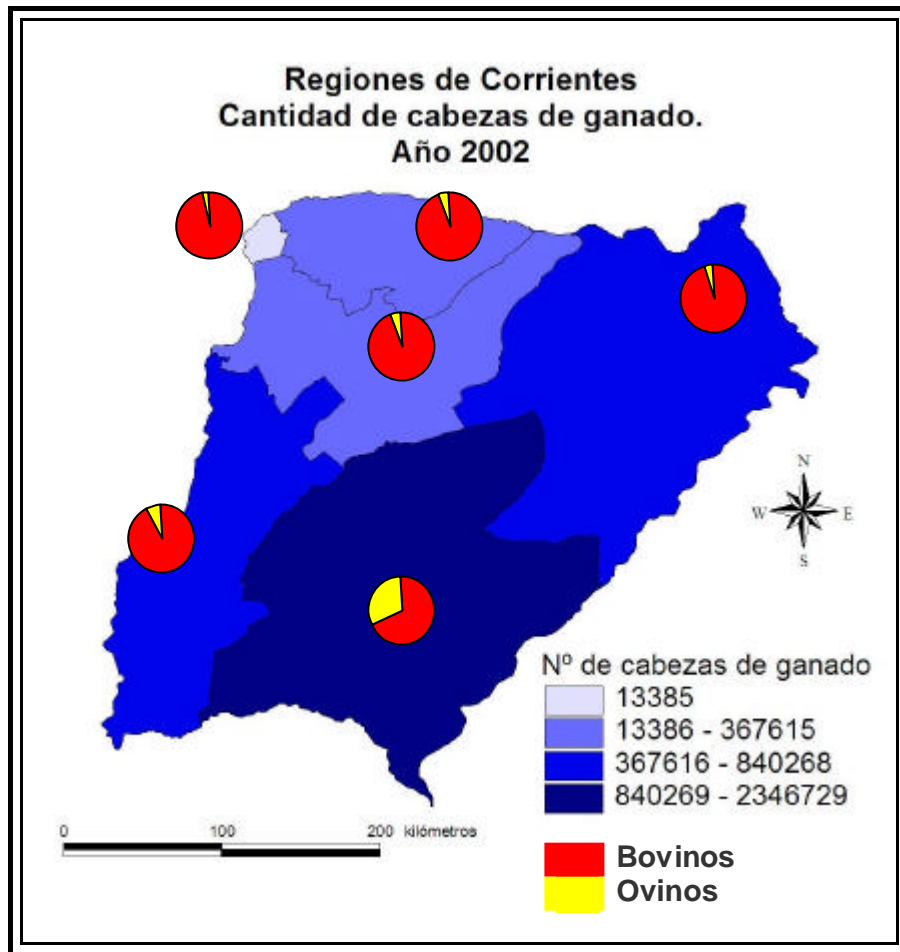 Regiones de Corrientes
Cantidad de cabezas de ganado.
Año 2002
N
W
E
S
Nº de cabezas de ganado
13385
13386 - 367615
367616 - 840268
840269 - 2346729
0 100 200 kilómetros
Bovinos
Ovinos